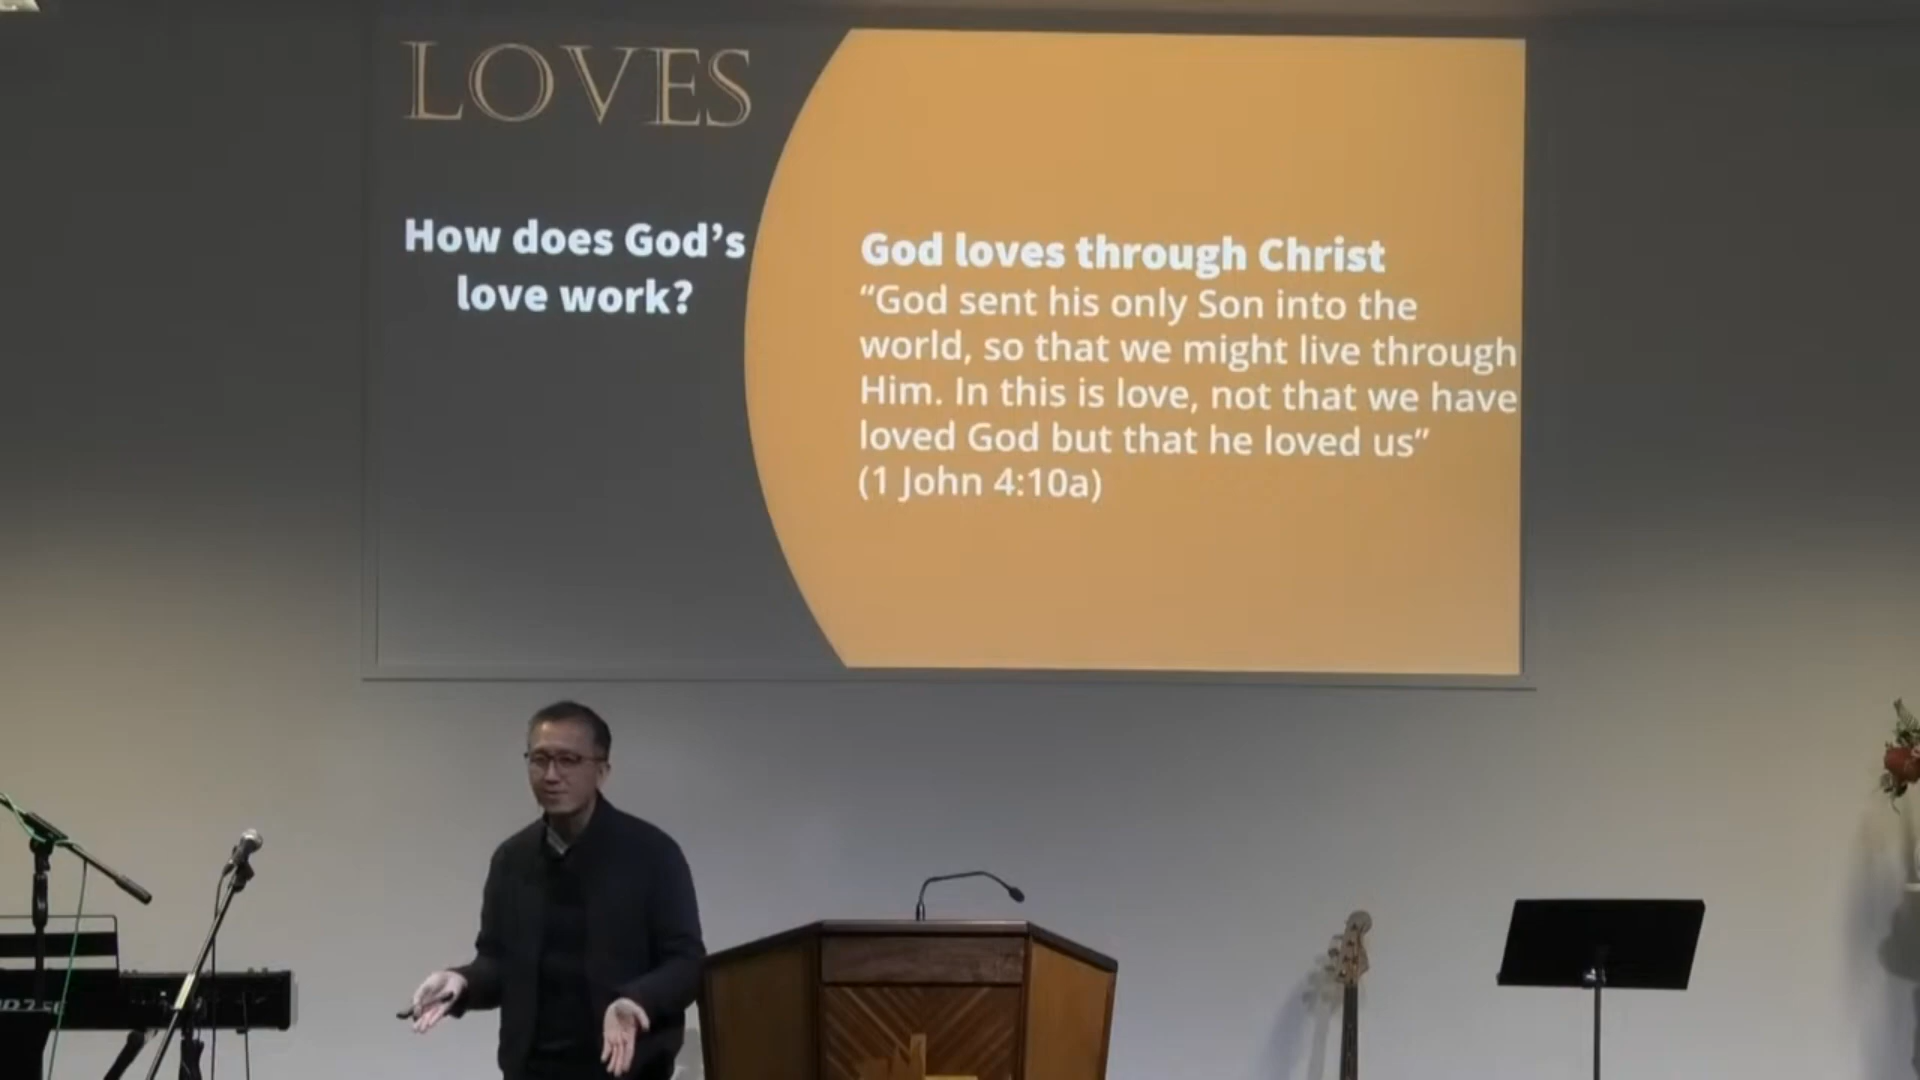 LOVES
How does God's
love work?
God loves through Christ
“God sent his only Son into the
world, so that we might live through
Him. In this is love, not that we have
loved God but that he loved us”
(1 John 4:10a)